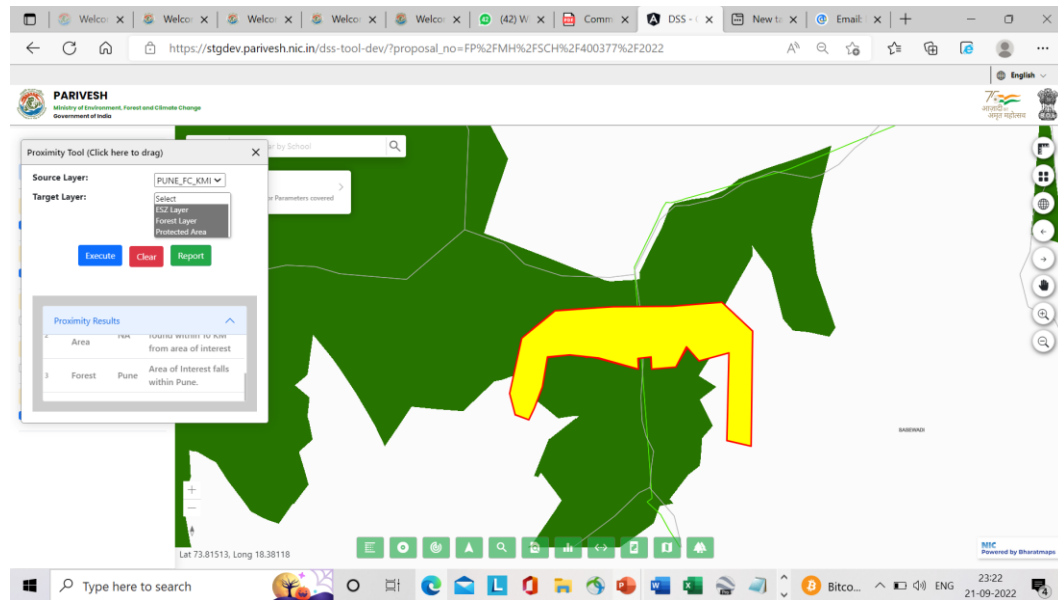 Welco
Welco
Welco
Welco
Welco
(42) W
Comm
DSS - (
New ta
Email:
https://stgdev.parivesh.nic.in/dss-tool-dev/?proposal_no=FP%2FMH%2FSCH%2F400377%2F2022
English
PARIVESH
Ministry of Environment, Forest and Climate Change
Government of India
Proximity Tool (Click here to drag)
by School
Source Layer:
PUNE_FC_KMI
Target Layer:
Select
ESZ Layer
Forest Layer
Protected Area
r Parameters covered
Execute
Clear
Report
Proximity Results
found within 10 KM
Area
NA
from area of interest
3 Forest Pune Area of Interest falls
within Pune.
Lat 73.81513, Long 18.38118
NIC
Powered by Bharatmaps
Type here to search
Bitco...
ENG
23:22
21-09-2022
4